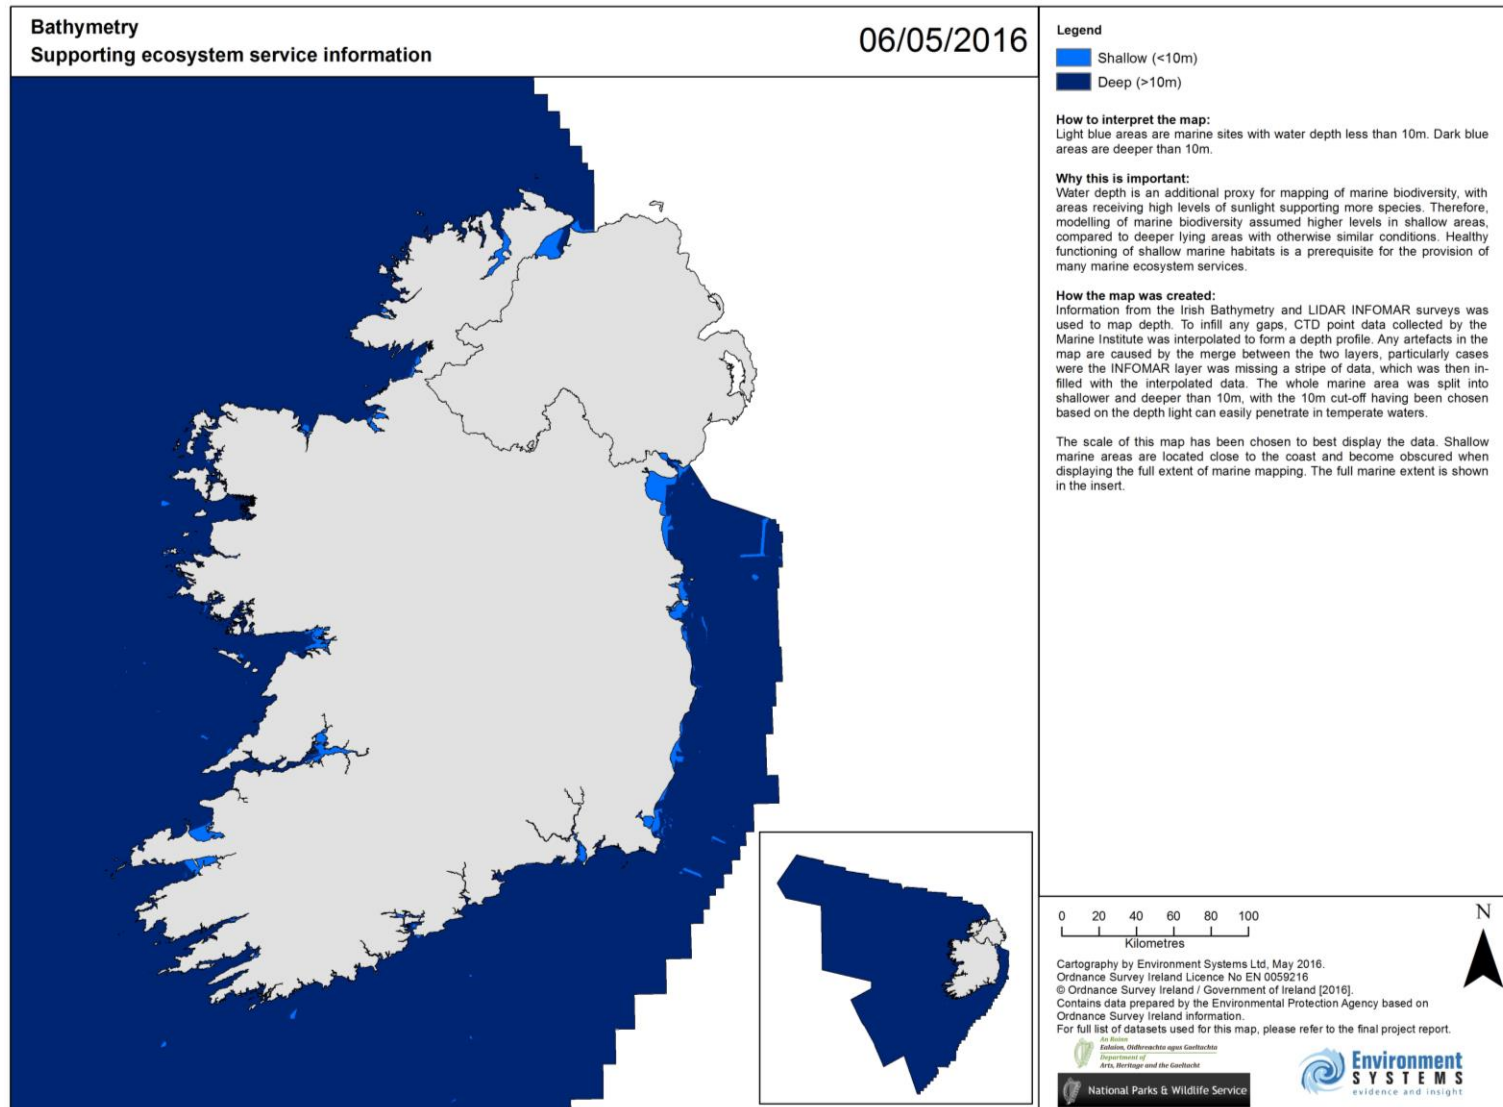 Bathymetry
Supporting ecosystem service information
06/05/2016
Legend
Shallow (<10m)
Deep (>10m)
How to interpret the map:
Light blue areas are marine sites with water depth less than 10m. Dark blue
areas are deeper than 10m.
Why this is important:
Water depth is an additional proxy for mapping of marine biodiversity, with
areas receiving high levels of sunlight supporting more species. Therefore,
modelling of marine biodiversity assumed higher levels in shallow areas,
compared to deeper lying areas with otherwise similar conditions. Healthy
functioning of shallow marine habitats is a prerequisite for the provision of
many marine ecosystem services.
How the map was created:
Information from the Irish Bathymetry and LIDAR INFOMAR surveys was
used to map depth. To infill any gaps, CTD point data collected by the
Marine Institute was interpolated to form a depth profile. Any artefacts in the
map are caused by the merge between the two layers, particularly cases
were the INFOMAR layer was missing a stripe of data, which was then in-
filled with the interpolated data. The whole marine area was split into
shallower and deeper than 10m, with the 10m cut-off having been chosen
based on the depth light can easily penetrate in temperate waters.
The scale of this map has been chosen to best display the data. Shallow
marine areas are located close to the coast and become obscured when
displaying the full extent of marine mapping. The full marine extent is shown
in the insert.
0 20 40 60 80 100
Kilometres
N
Cartography by Environment Systems Ltd, May 2016.
Ordnance Survey Ireland Licence No EN 0059216
© Ordnance Survey Ireland / Government of Ireland [2016].
Contains data prepared by the Environmental Protection Agency based on
Ordnance Survey Ireland information.
For full list of datasets used for this map, please refer to the final project report.
An Roinn
Ealaíon, Oidhreachta agus Gaeltachta
Department of
Arts, Heritage and the Gaeltacht
National Parks & Wildlife Service
Environment
SYSTEMS
evidence and insight